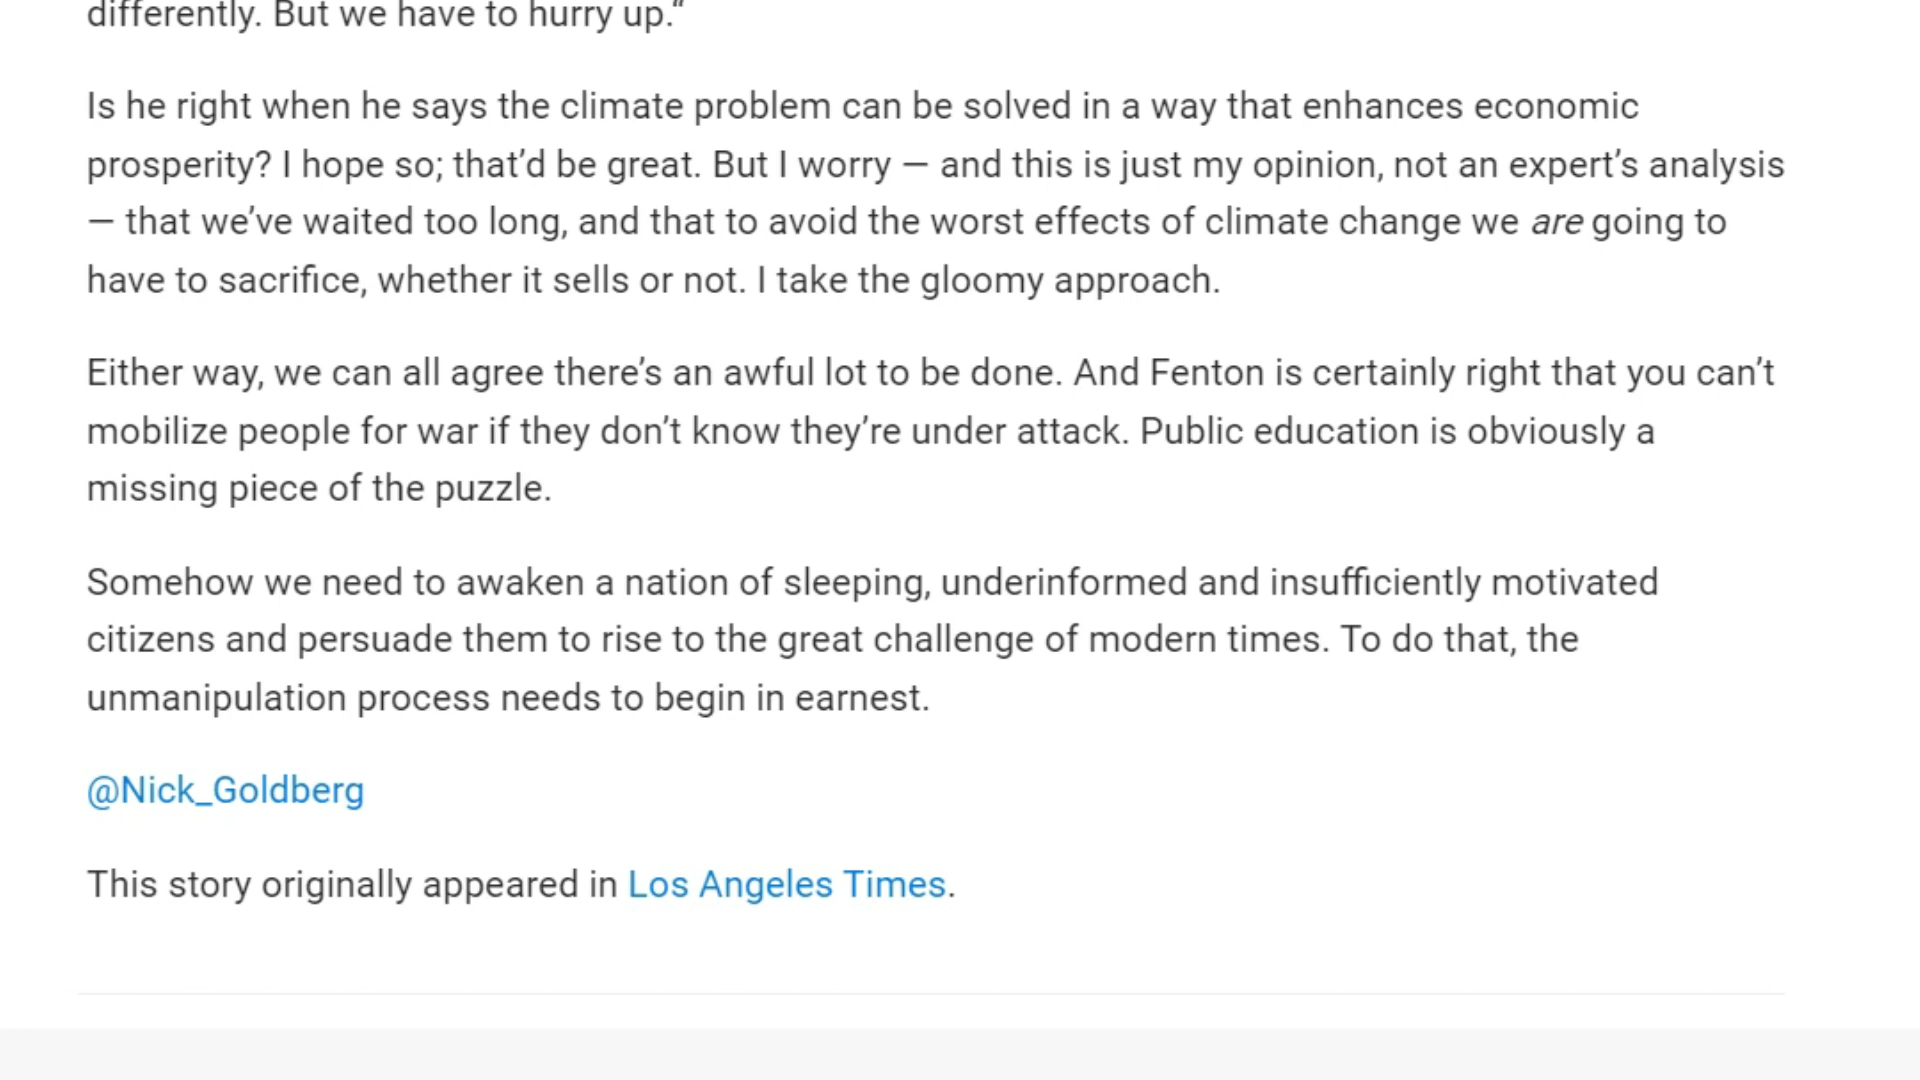 differently. But we have to hurry up.“
Is he right when he says the climate problem can be solved in a way that enhances economic
prosperity? I hope so; that’d be great. But I worry — and this is just my opinion, not an expert’s analysis
— that we’ve waited too long, and that to avoid the worst effects of climate change we are going to
have to sacrifice, whether it sells or not. I take the gloomy approach.
Either way, we can all agree there’s an awful lot to be done. And Fenton is certainly right that you can’t
mobilize people for war if they don’t know they’re under attack. Public education is obviously a
missing piece of the puzzle.
Somehow we need to awaken a nation of sleeping, underinformed and insufficiently motivated
citizens and persuade them to rise to the great challenge of modern times. To do that, the
unmanipulation process needs to begin in earnest.
@Nick_Goldberg
This story originally appeared in Los Angeles Times.